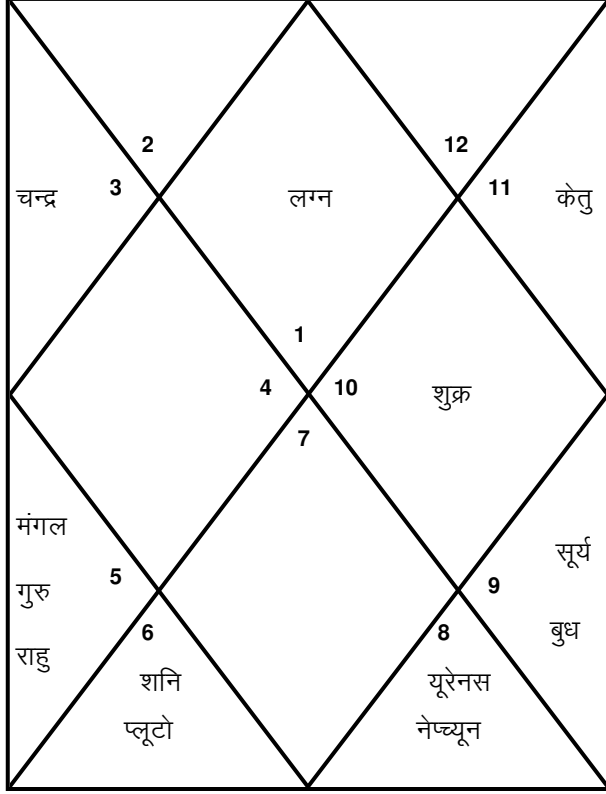 2
12
चन्द्र 3
लग्न
11 केतु
1
4
10
शुक्र
7
मंगल
गुरु
राहु
5
6
शनि
प्लूटो
8
यूरेनस
नेप्च्यून
9
सूर्य
बुध